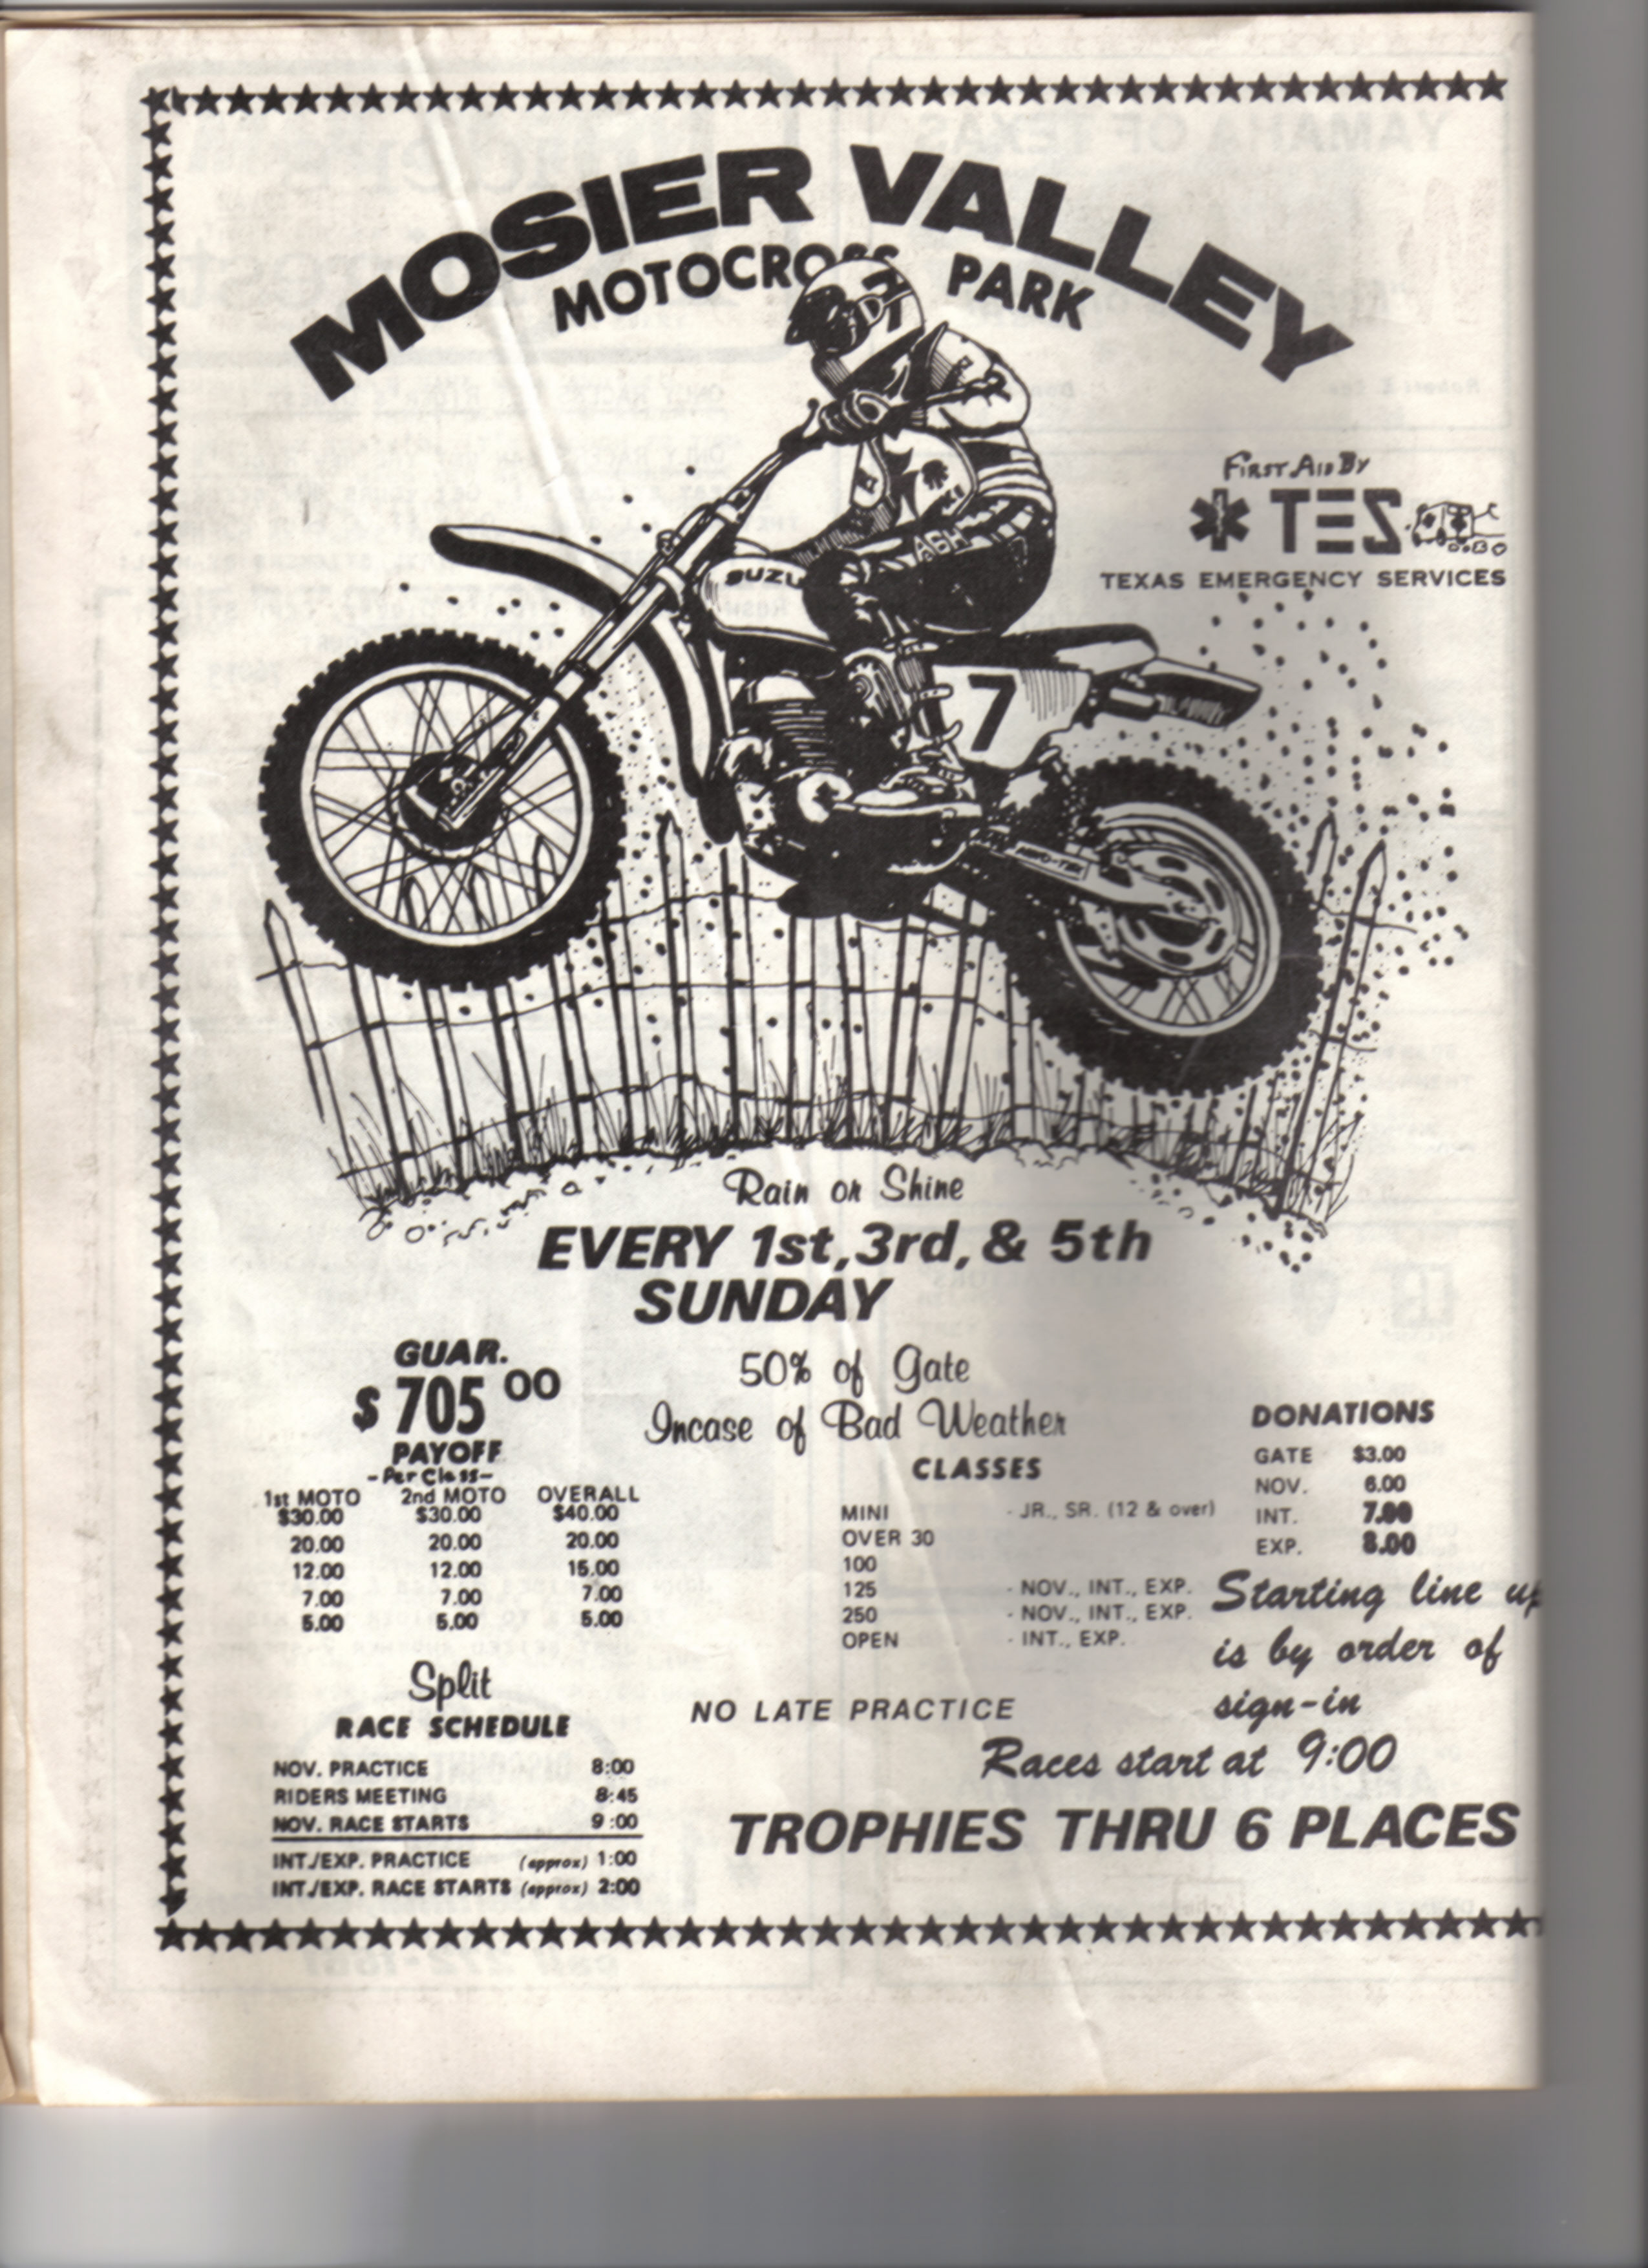 MOSIER VALLEY
MOTOCROSS PARK
FIRST AID BY
TES
TEXAS EMERGENCY SERVICES
ASH
SUZU
7
Rain or Shine
EVERY 1st, 3rd, & 5th
SUNDAY
GUAR.
$705 00
PAYOFF
-Per Class-
1st MOTO 2nd MOTO OVERALL
$30.00 $30.00 $40.00
20.00 20.00 20.00
12.00 12.00 15.00
7.00 7.00 7.00
5.00 5.00 5.00
50% of Gate
Incase of Bad Weather
CLASSES
MINI - JR., SR. (12 & over)
OVER 30
100
125 - NOV., INT., EXP.
250 - NOV., INT., EXP.
OPEN - INT., EXP.
DONATIONS
GATE $3.00
NOV. 6.00
INT. 7.00
EXP. 8.00
Starting line up
is by order of
sign-in
Split
RACE SCHEDULE
NOV. PRACTICE 8:00
RIDERS MEETING 8:45
NOV. RACE STARTS 9:00
INT./EXP. PRACTICE (approx) 1:00
INT./EXP. RACE STARTS (approx) 2:00
NO LATE PRACTICE
Races start at 9:00
TROPHIES THRU 6 PLACES